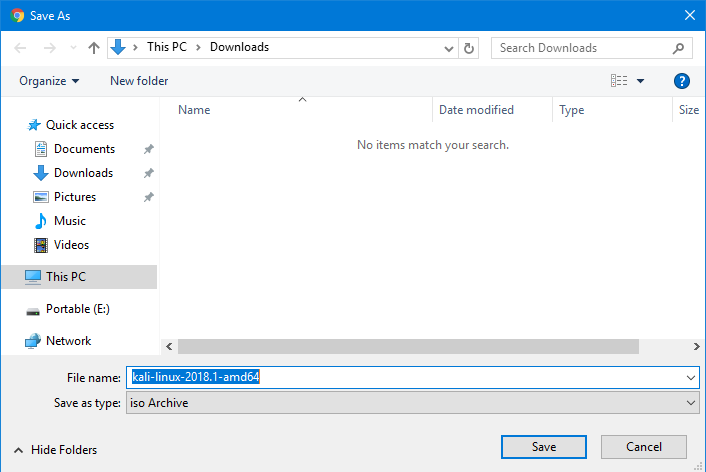 Save As
This PC > Downloads
Search Downloads
Organize
New folder
?
Name
Date modified
Type
Size
Quick access
Documents
Downloads
Pictures
Music
Videos
This PC
Portable (E:)
Network
No items match your search.
File name: kali-linux-2018.1-amd64
Save as type: iso Archive
Hide Folders
Save
Cancel